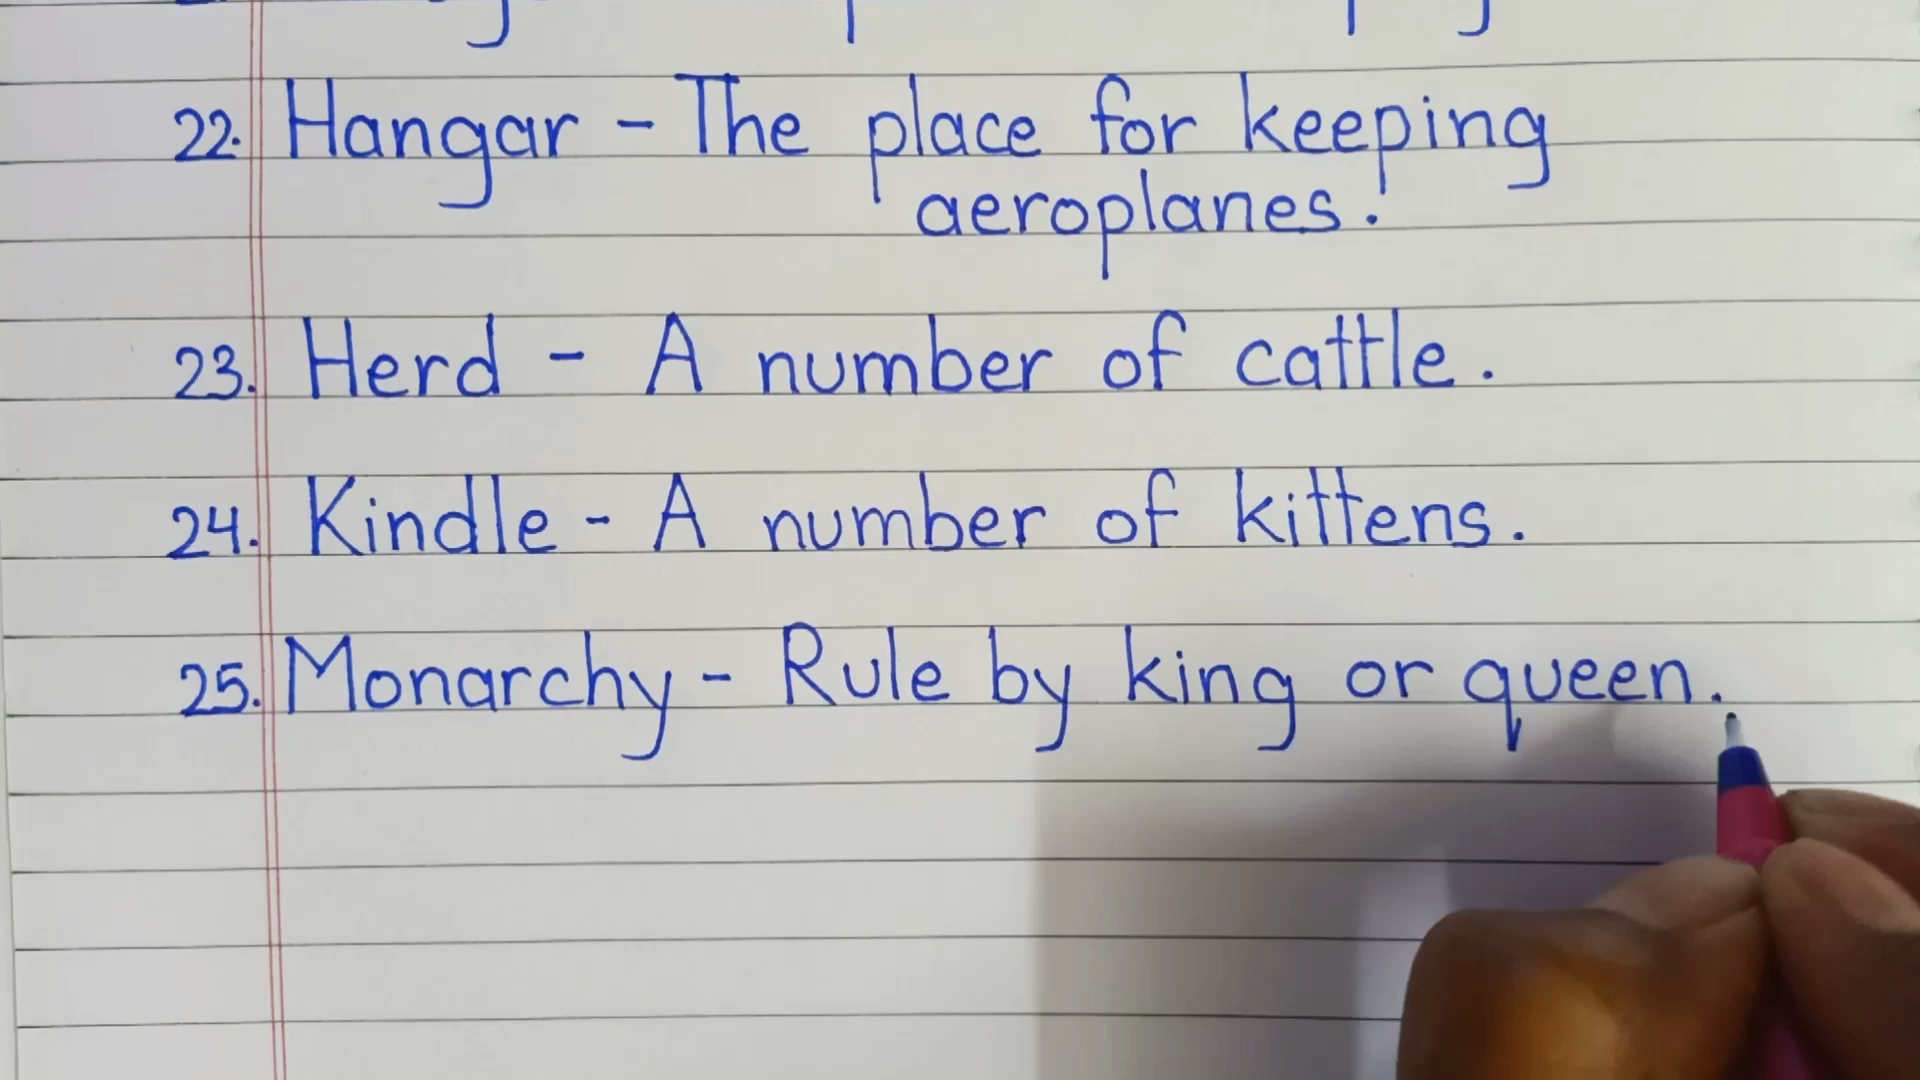 22. Hangar - The place for keeping
aeroplanes.
23. Herd - A number of cattle.
24. Kindle - A number of kittens.
25. Monarchy - Rule by king or queen.